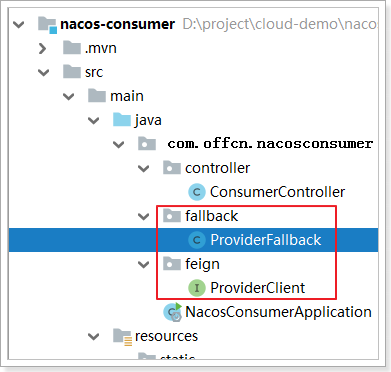 nacos-consumer D:\project\cloud-demo\naco
.mvn
src
main
java
com.offcn.nacosconsumer
controller
C ConsumerController
fallback
C ProviderFallback
feign
I ProviderClient
NacosConsumerApplication
resources
static